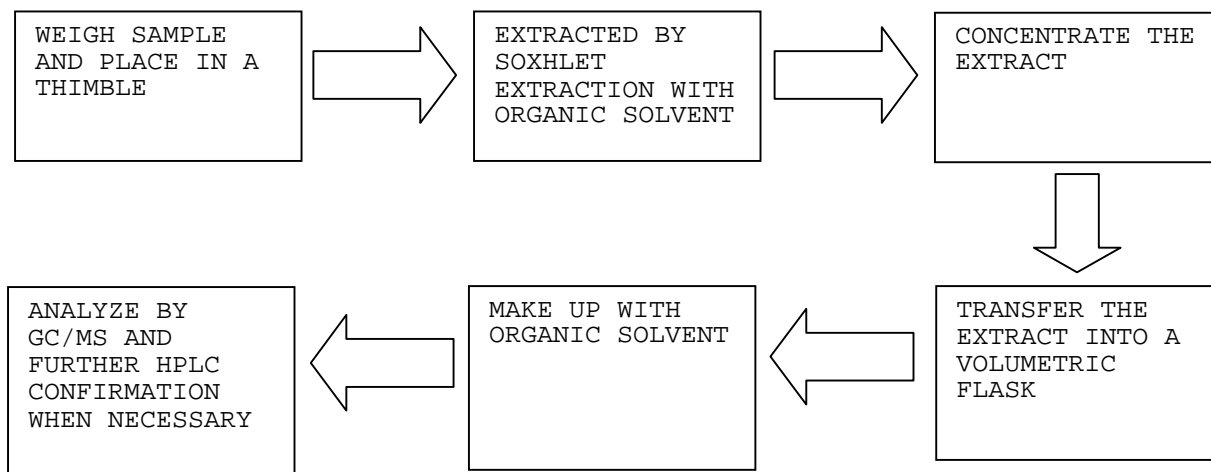 WEIGH SAMPLE
AND PLACE IN A
THIMBLE
EXTRACTED BY
SOXHLET
EXTRACTION WITH
ORGANIC SOLVENT
CONCENTRATE THE
EXTRACT
TRANSFER THE
EXTRACT INTO A
VOLUMETRIC
FLASK
MAKE UP WITH
ORGANIC SOLVENT
ANALYZE BY
GC/MS AND
FURTHER HPLC
CONFIRMATION
WHEN NECESSARY